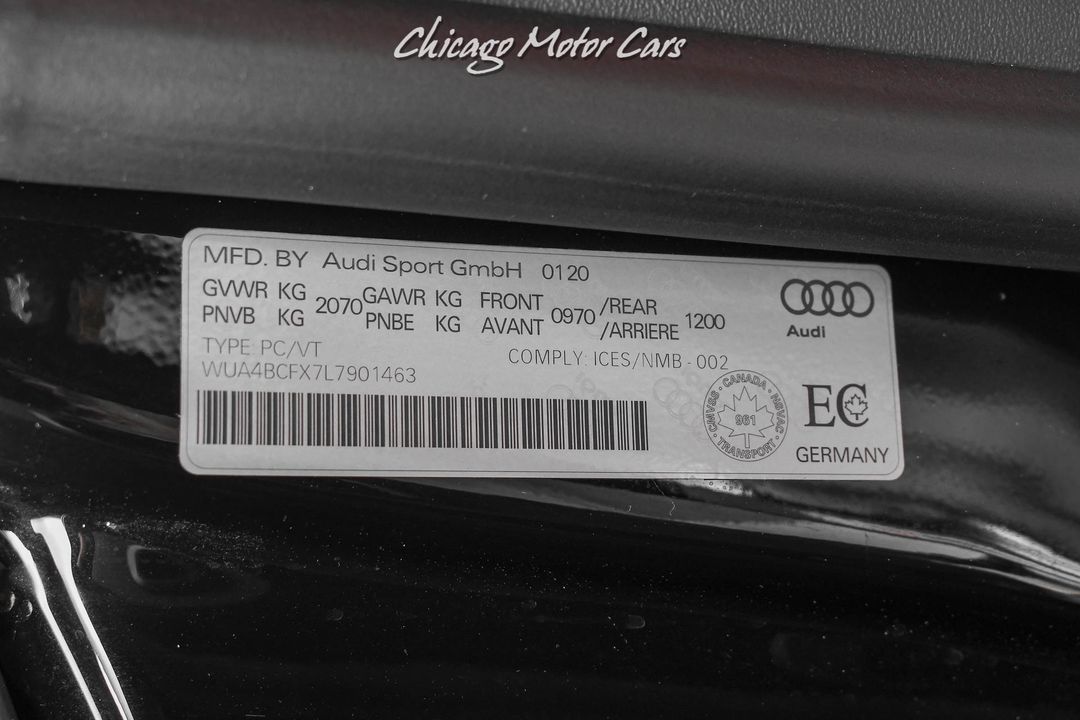 Chicago Motor Cars
MFD. BY Audi Sport GmbH 0120
GVWR KG 2070 GAWR KG FRONT 0970 /REAR 1200
PNVB KG PNBE KG AVANT /ARRIERE
Audi
TYPE PC/VT COMPLY: ICES/NMB - 002
WUA4BCFX7L7901463
CMVSS · CANADA · NSVAC · TRANSPORT ·
961
EC
GERMANY